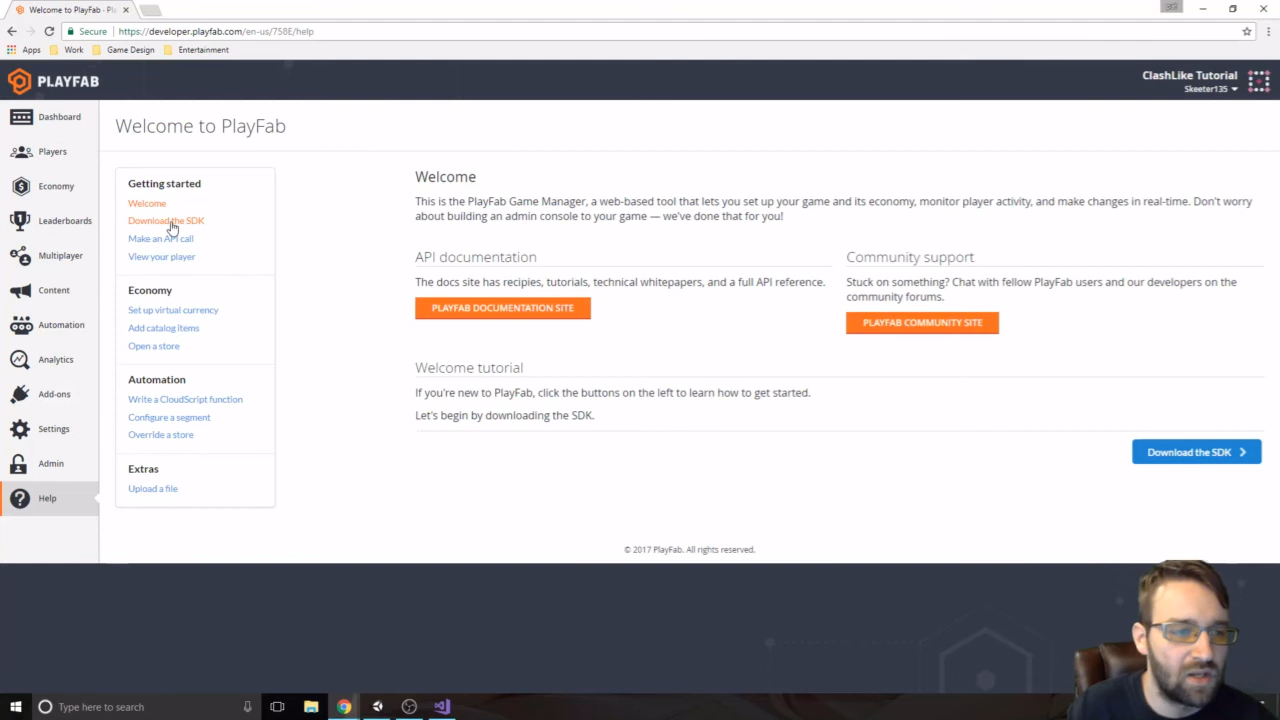 Welcome to PlayFab - Pl
Secure
https://developer.playfab.com/en-us/758E/help
Apps
Work
Game Design
Entertainment
PLAYFAB
ClashLike Tutorial
Skeeter135
Dashboard
Players
Economy
Leaderboards
Multiplayer
Content
Automation
Analytics
Add-ons
Settings
Admin
Help
Welcome to PlayFab
Getting started
Welcome
Download the SDK
Make an API call
View your player
Economy
Set up virtual currency
Add catalog items
Open a store
Automation
Write a CloudScript function
Configure a segment
Override a store
Extras
Upload a file
Welcome
This is the PlayFab Game Manager, a web-based tool that lets you set up your game and its economy, monitor player activity, and make changes in real-time. Don't worry
about building an admin console to your game — we've done that for you!
API documentation
The docs site has recipies, tutorials, technical whitepapers, and a full API reference.
PLAYFAB DOCUMENTATION SITE
Community support
Stuck on something? Chat with fellow PlayFab users and our developers on the
community forums.
PLAYFAB COMMUNITY SITE
Welcome tutorial
If you're new to PlayFab, click the buttons on the left to learn how to get started.
Let's begin by downloading the SDK.
Download the SDK
© 2017 PlayFab. All rights reserved.
Type here to search